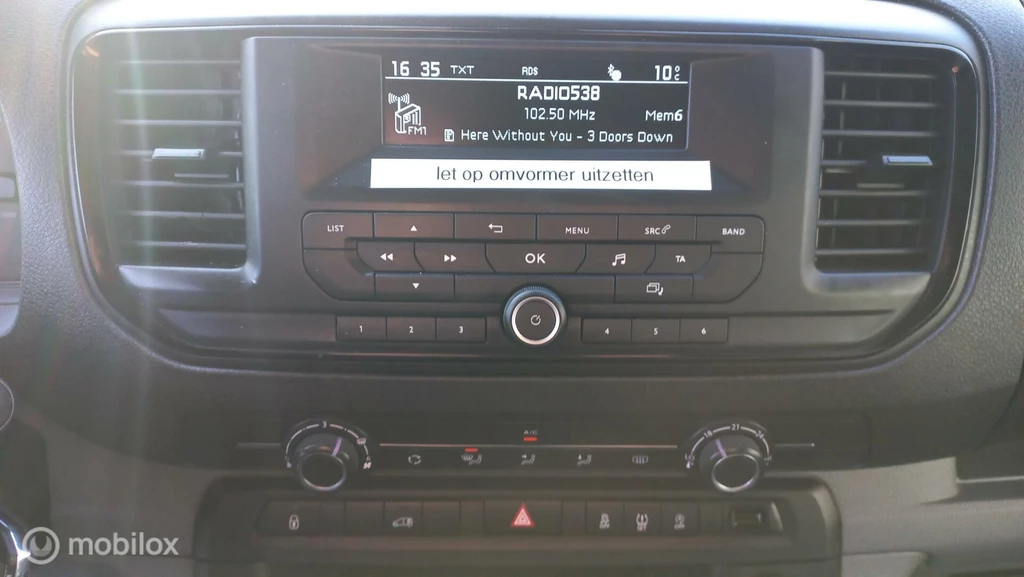 16 35 TXT RDS 10°C
RADIO538
102.50 MHz Mem6
FM1
Here Without You - 3 Doors Down
let op omvormer uitzetten
LIST MENU SRC BAND
OK TA
1 2 3 4 5 6
A/C
mobilox